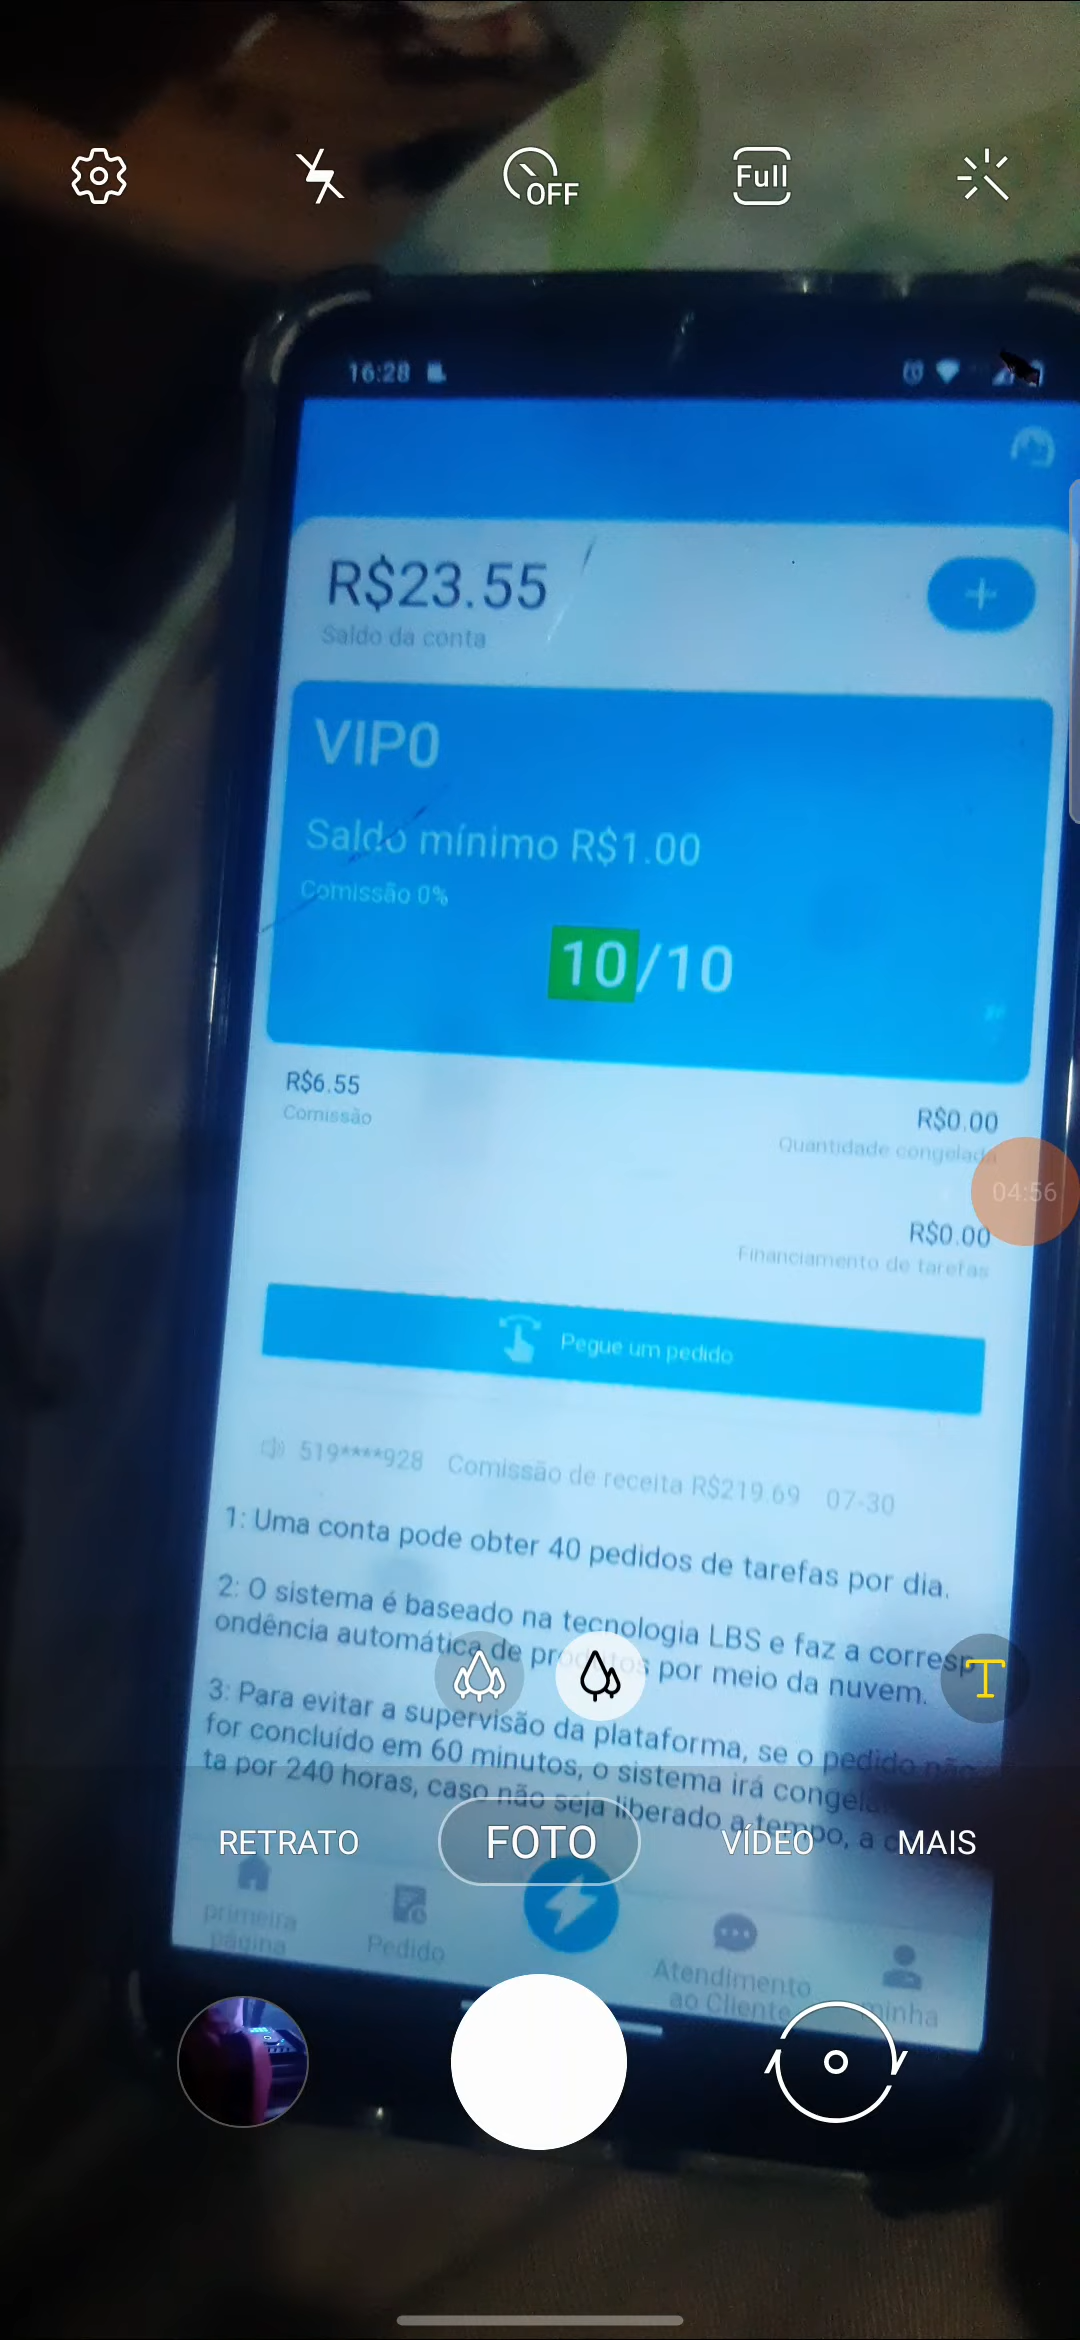 OFF
Full
16:28
R$23.55
Saldo da conta
VIP0
Saldo mínimo R$1.00
Comissão 0%
10/10
R$6.55
Comissão
R$0.00
Quantidade congelada
04:56
R$0.00
Financiamento de tarefas
Pegue um pedido
519****928 Comissão de receita R$219.69 07-30
1: Uma conta pode obter 40 pedidos de tarefas por dia.
2: O sistema é baseado na tecnologia LBS e faz a corresp
ondência automática de produtos por meio da nuvem.
T
3: Para evitar a supervisão da plataforma, se o pedido não
for concluído em 60 minutos, o sistema irá
ta por 240 horas, caso não seja liberado a tempo, a
RETRATO
FOTO
VÍDEO
MAIS
primeira
página
Pedido
Atendimento
ao Cliente
minha